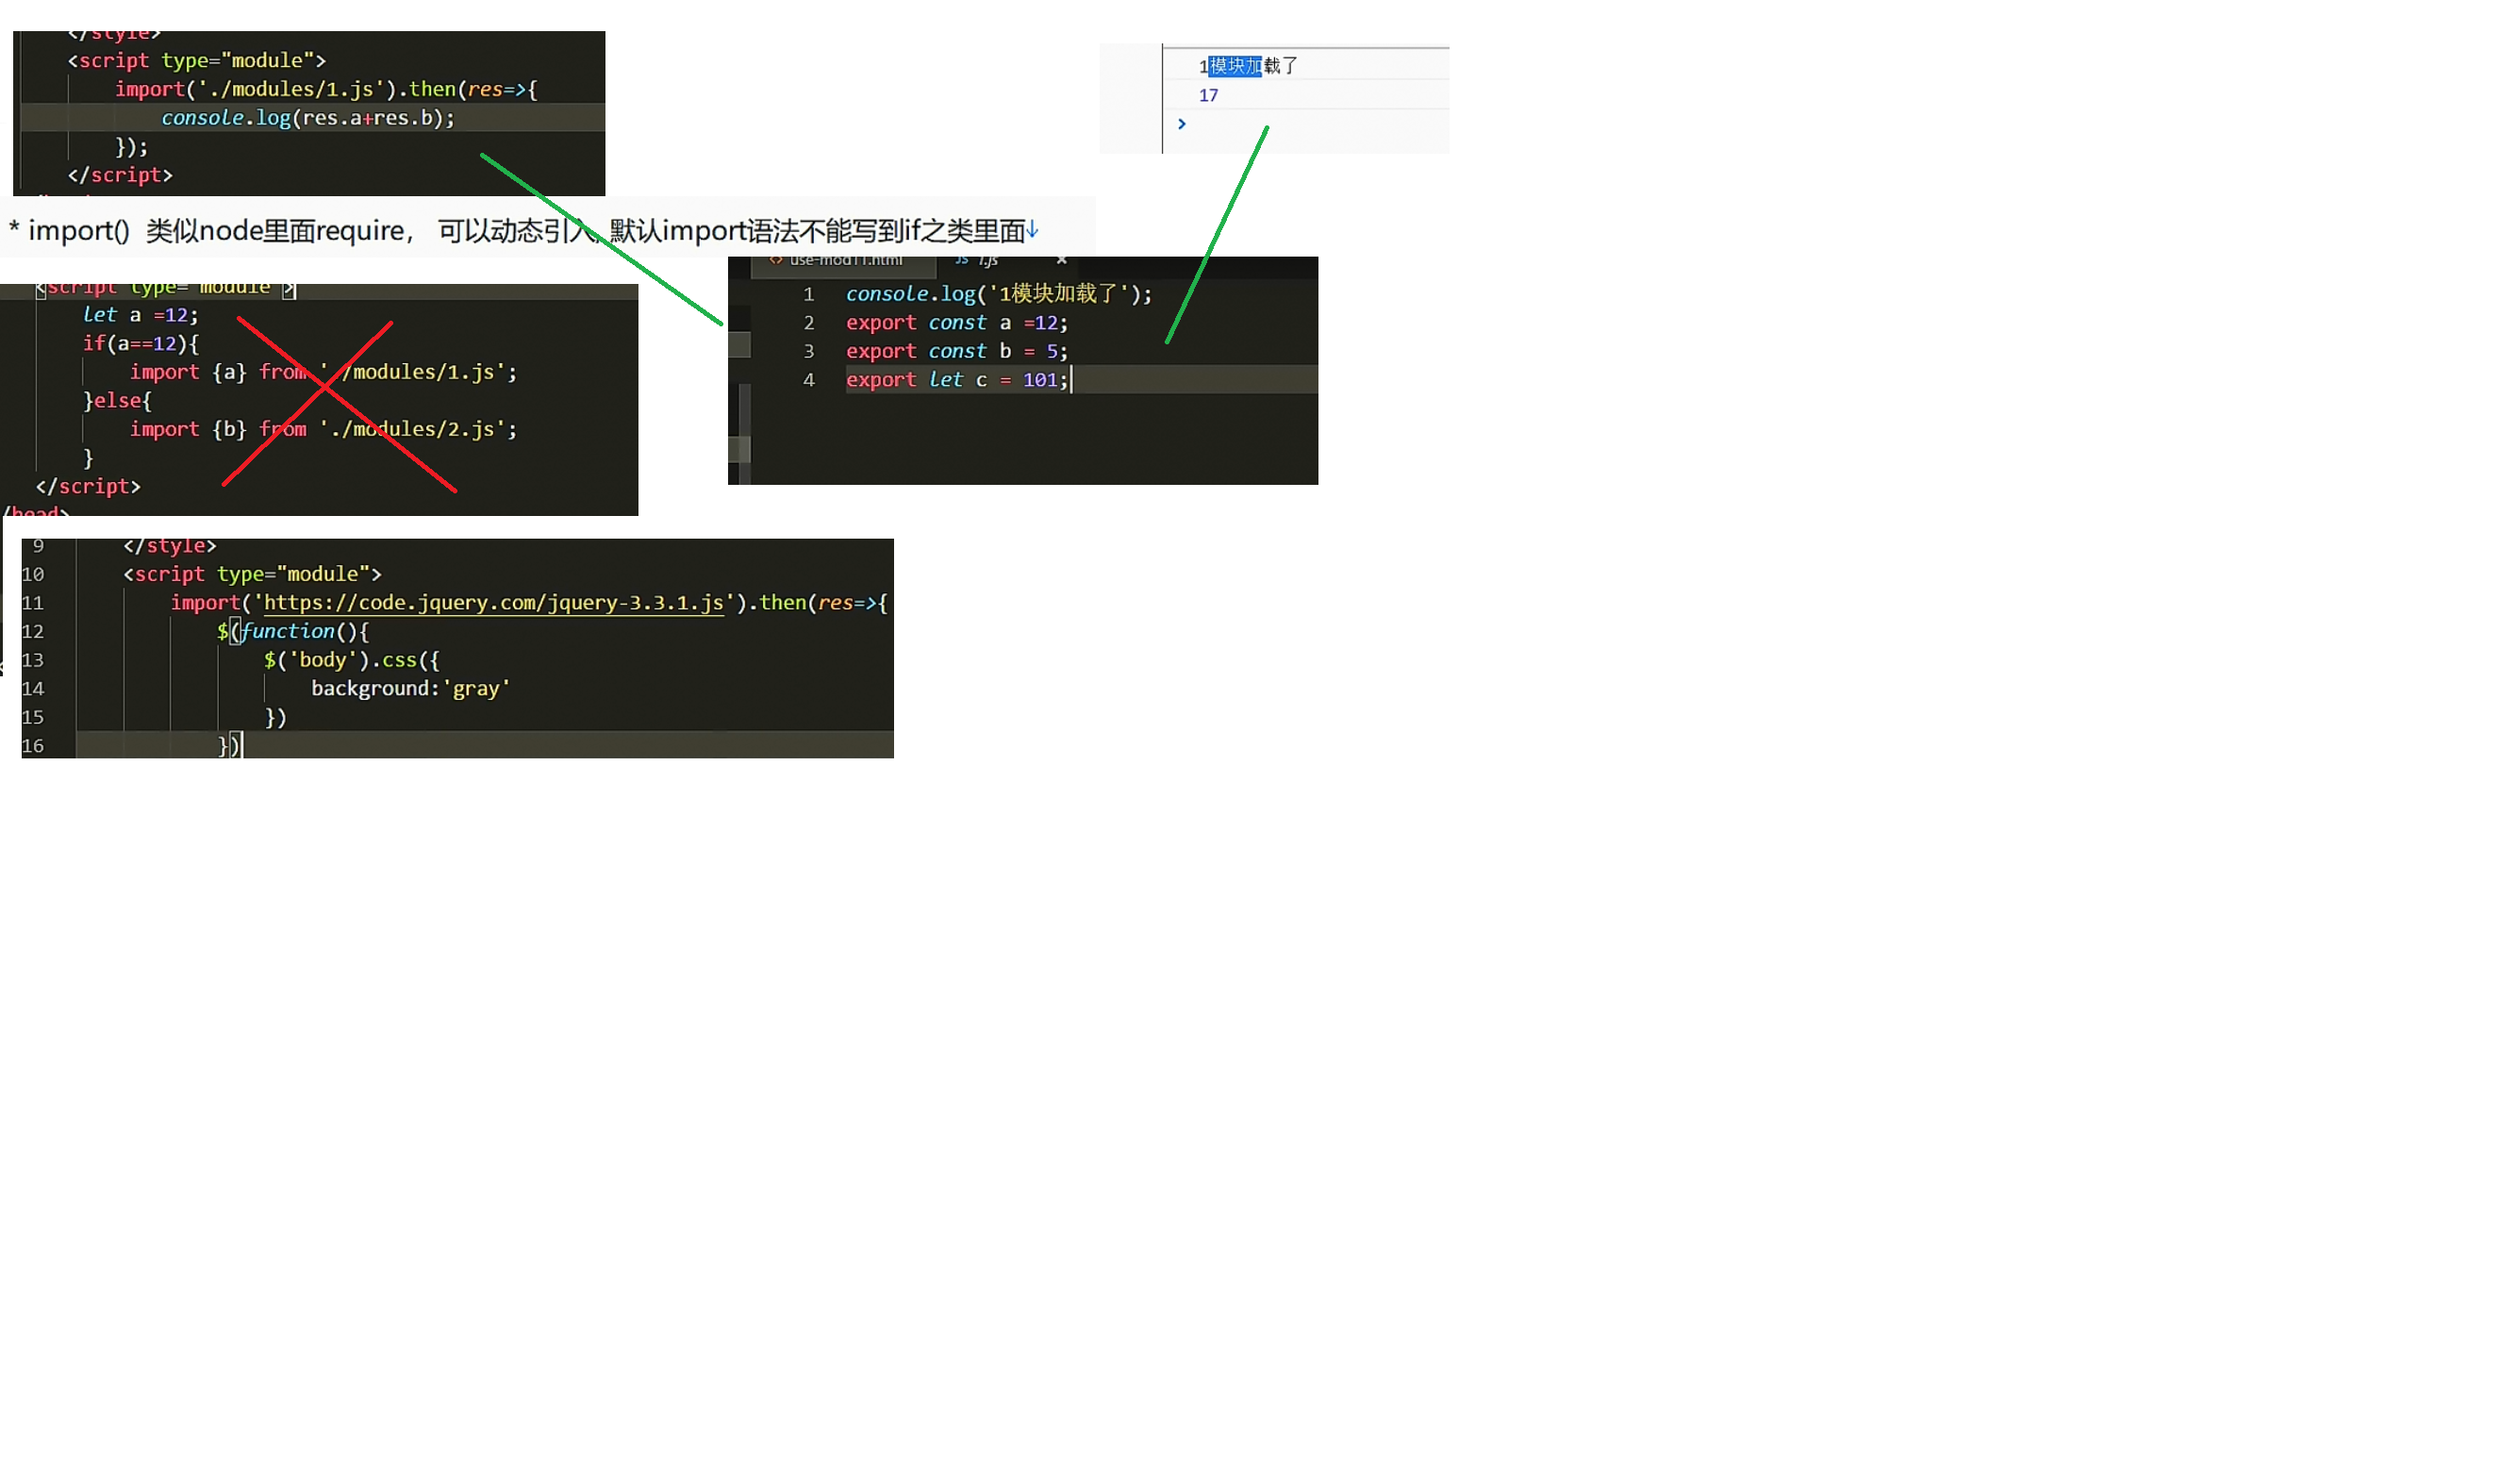 </style>
<script type="module">
import('./modules/1.js').then(res=>{
console.log(res.a+res.b);
});
</script>
1模块加载了
17
>
* import() 类似node里面require， 可以动态引入, 默认import语法不能写到if之类里面↓
<script type="module">
let a =12;
if(a==12){
import {a} from './modules/1.js';
}else{
import {b} from './modules/2.js';
}
</script>
/head>
<> use-mod11.html JS 1.js ×
1 console.log('1模块加载了');
2 export const a =12;
3 export const b = 5;
4 export let c = 101;
9 </style>
10 <script type="module">
11 import('https://code.jquery.com/jquery-3.3.1.js').then(res=>{
12 $(function(){
13 $('body').css({
14 background:'gray'
15 })
16 })